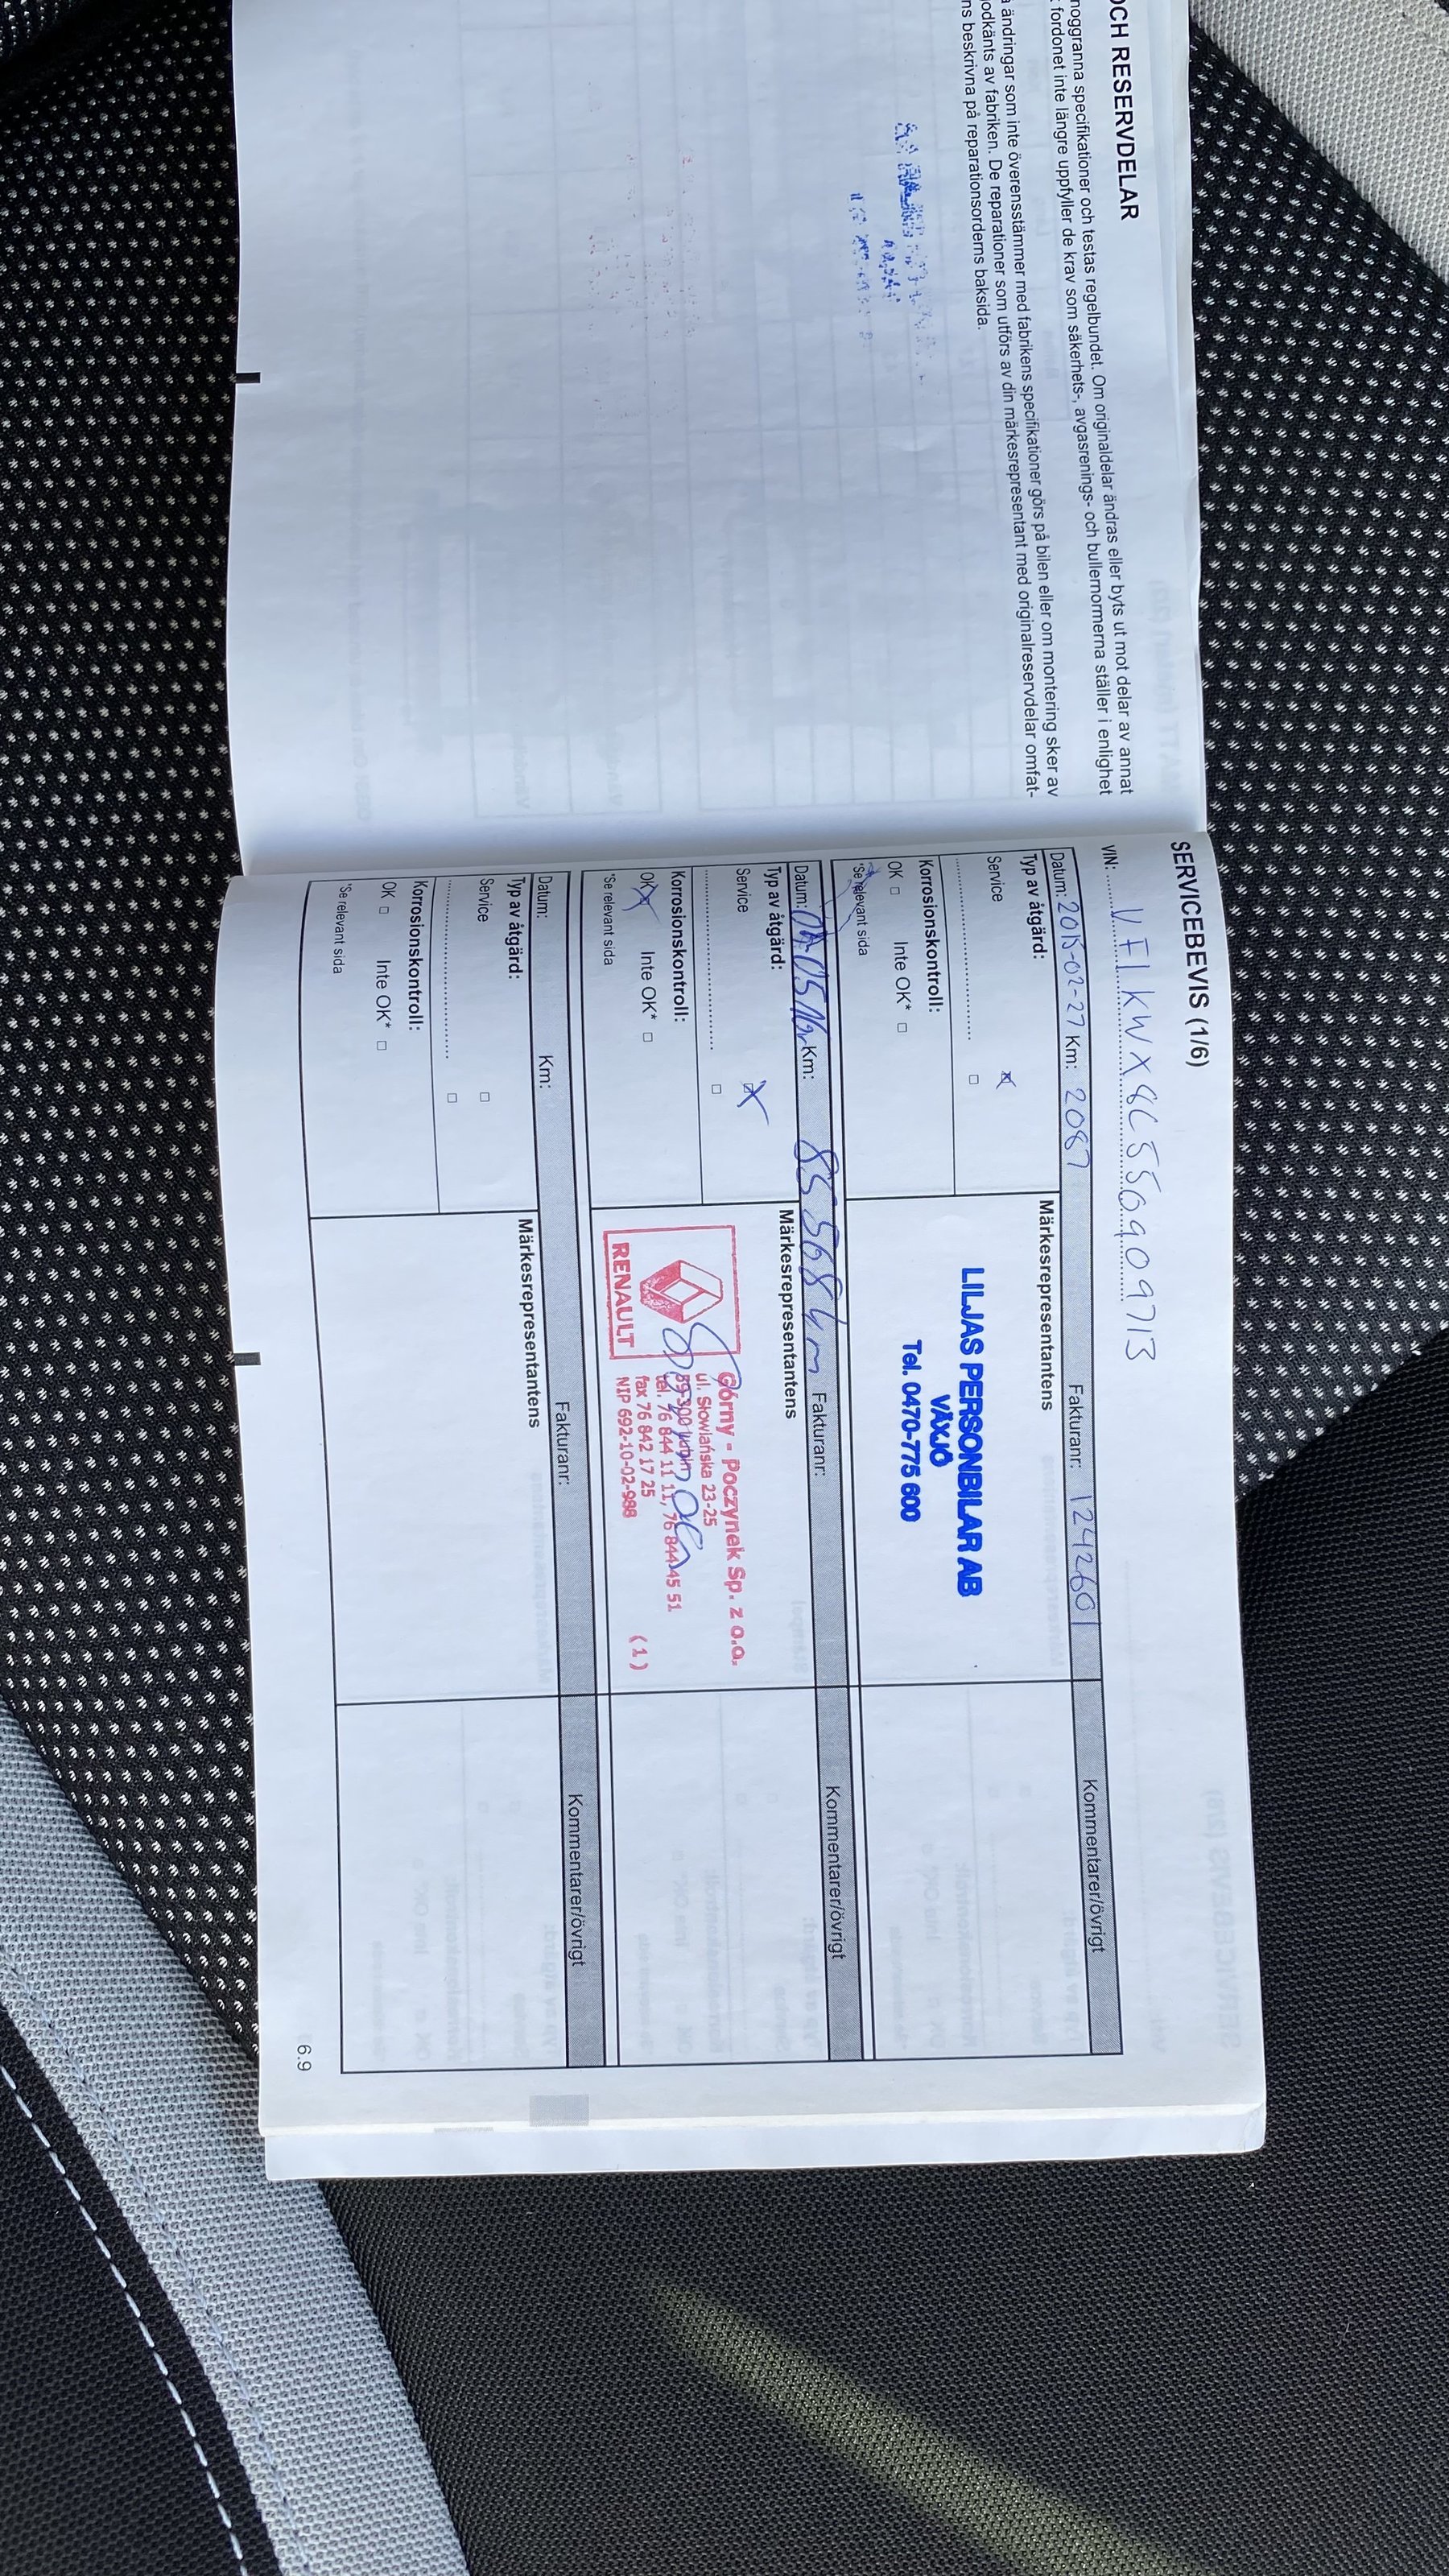 OCH RESERVDELAR
noggranna specifikationer och testas regelbundet. Om originaldelar ändras eller byts ut mot delar av annat
fordonet inte längre uppfyller de krav som säkerhets-, avgasrenings- och bullernormerna ställer i enlighet
ändringar som inte överensstämmer med fabrikens specifikationer görs på bilen eller om montering sker av
odkänts av fabriken. De reparationer som utförs av din märkesrepresentant med originalreservdelar omfat-
ns beskrivna på reparationsorderns baksida.
SERVICEBEVIS (1/6)
VIN: VF1KWX8C550909713
Datum: 2015-02-27 Km: 2087 Fakturanr: 124260 Kommentarer/övrigt
Typ av åtgärd: Märkesrepresentantens
Service
LILJAS PERSONBILAR AB
VÄXJÖ
Tel. 0470-775 600
Korrosionskontroll:
OK Inte OK*
*Se relevant sida
Datum: Km: 85568 km Fakturanr: Kommentarer/övrigt
Typ av åtgärd: Märkesrepresentantens
Service
Górny - Poczynek Sp. z o.o.
ul. Słowiańska 23-25
59-300 Lubin
tel. 76 844 11 11, 76 844 45 51
fax 76 842 17 25
NIP 692-10-02-988
(1)
RENAULT
Korrosionskontroll:
OK Inte OK*
*Se relevant sida
Datum: Km: Fakturanr: Kommentarer/övrigt
Typ av åtgärd: Märkesrepresentantens
Service
Korrosionskontroll:
OK Inte OK*
*Se relevant sida
6.9